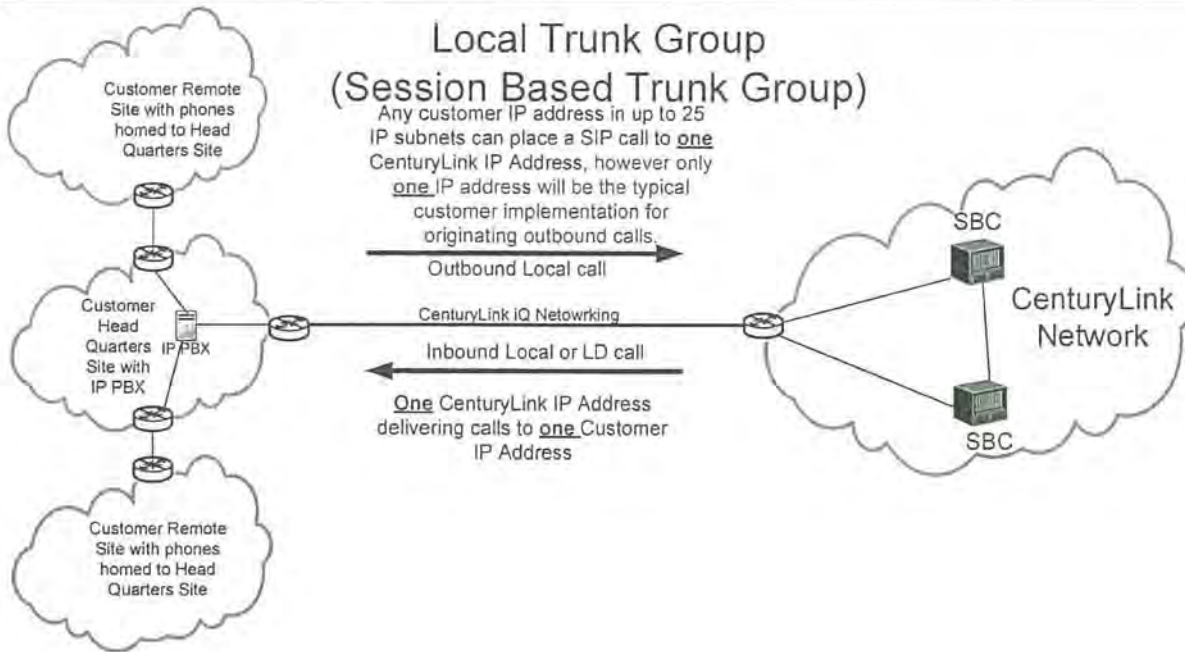 Local Trunk Group
(Session Based Trunk Group)
Customer Remote
Site with phones
homed to Head
Quarters Site
Any customer IP address in up to 25
IP subnets can place a SIP call to one
CenturyLink IP Address, however only
one IP address will be the typical
customer implementation for
originating outbound calls.
Outbound Local call
SBC
CenturyLink
Network
SBC
Customer
Head
Quarters
Site with
IP PBX
IP PBX
CenturyLink iQ Netowrking
Inbound Local or LD call
One CenturyLink IP Address
delivering calls to one Customer
IP Address
Customer Remote
Site with phones
homed to Head
Quarters Site